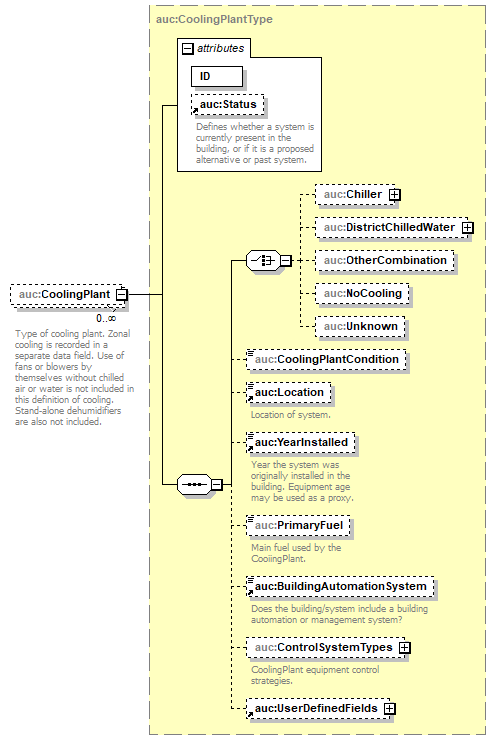 auc:CoolingPlantType
attributes
ID
auc:Status
Defines whether a system is
currently present in the
building, or if it is a proposed
alternative or past system.
auc:Chiller
auc:DistrictChilledWater
auc:OtherCombination
auc:NoCooling
auc:Unknown
auc:CoolingPlant
0..∞
Type of cooling plant. Zonal
cooling is recorded in a
separate data field. Use of
fans or blowers by
themselves without chilled
air or water is not included in
this definition of cooling.
Stand-alone dehumidifiers
are also not included.
auc:CoolingPlantCondition
auc:Location
Location of system.
auc:YearInstalled
Year the system was
originally installed in the
building. Equipment age
may be used as a proxy.
auc:PrimaryFuel
Main fuel used by the
CooiingPlant.
auc:BuildingAutomationSystem
Does the building/system include a building
automation or management system?
auc:ControlSystemTypes
CoolingPlant equipment control
strategies.
auc:UserDefinedFields